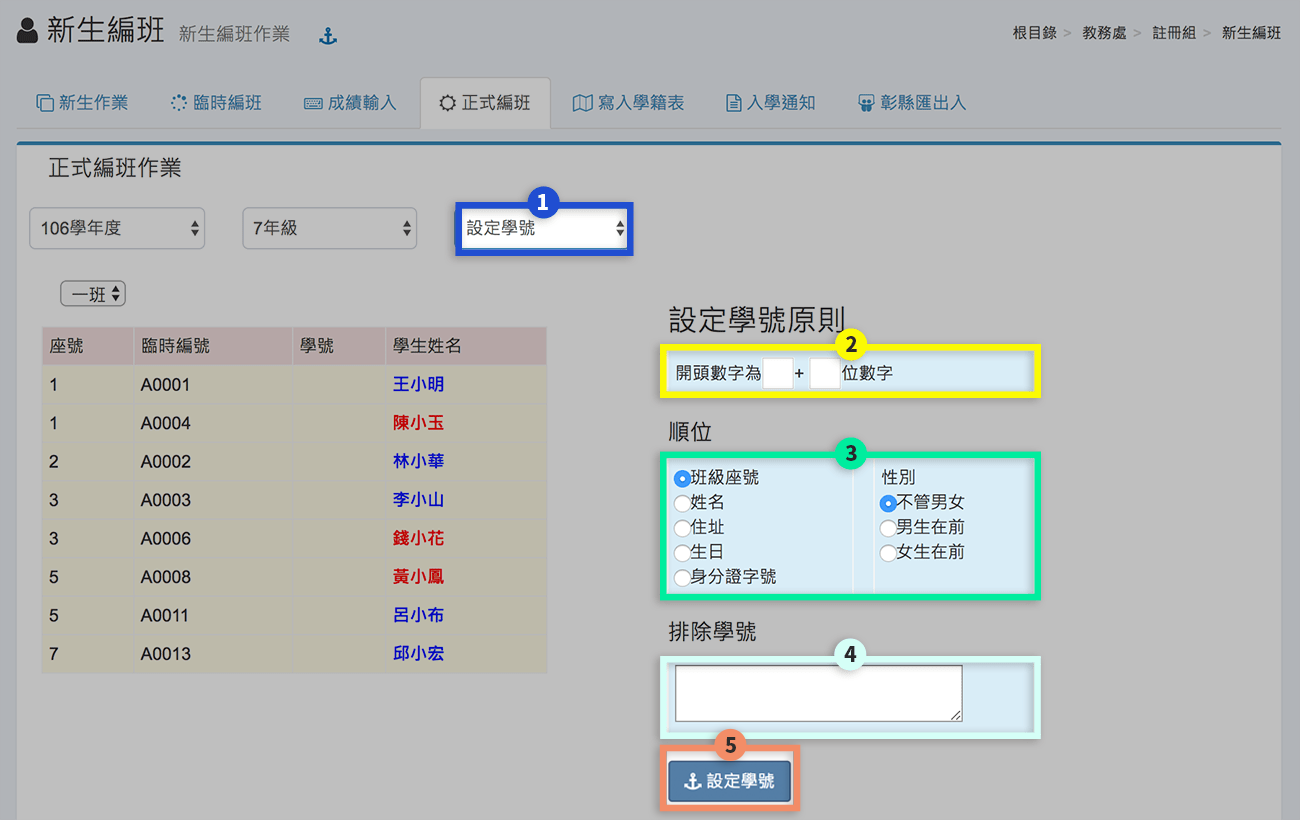 新生編班 新生編班作業
根目錄 > 教務處 > 註冊組 > 新生編班
新生作業 臨時編班 成績輸入 正式編班 寫入學籍表 入學通知 彰縣匯出入
正式編班作業
1
106學年度 7年級 設定學號
一班
座號 臨時編號 學號 學生姓名
1 A0001 王小明
1 A0004 陳小玉
2 A0002 林小華
3 A0003 李小山
3 A0006 錢小花
5 A0008 黃小鳳
5 A0011 呂小布
7 A0013 邱小宏
設定學號原則
2
開頭數字為 + 位數字
順位
3
班級座號
姓名
住址
生日
身分證字號
性別
不管男女
男生在前
女生在前
排除學號
4
5
設定學號